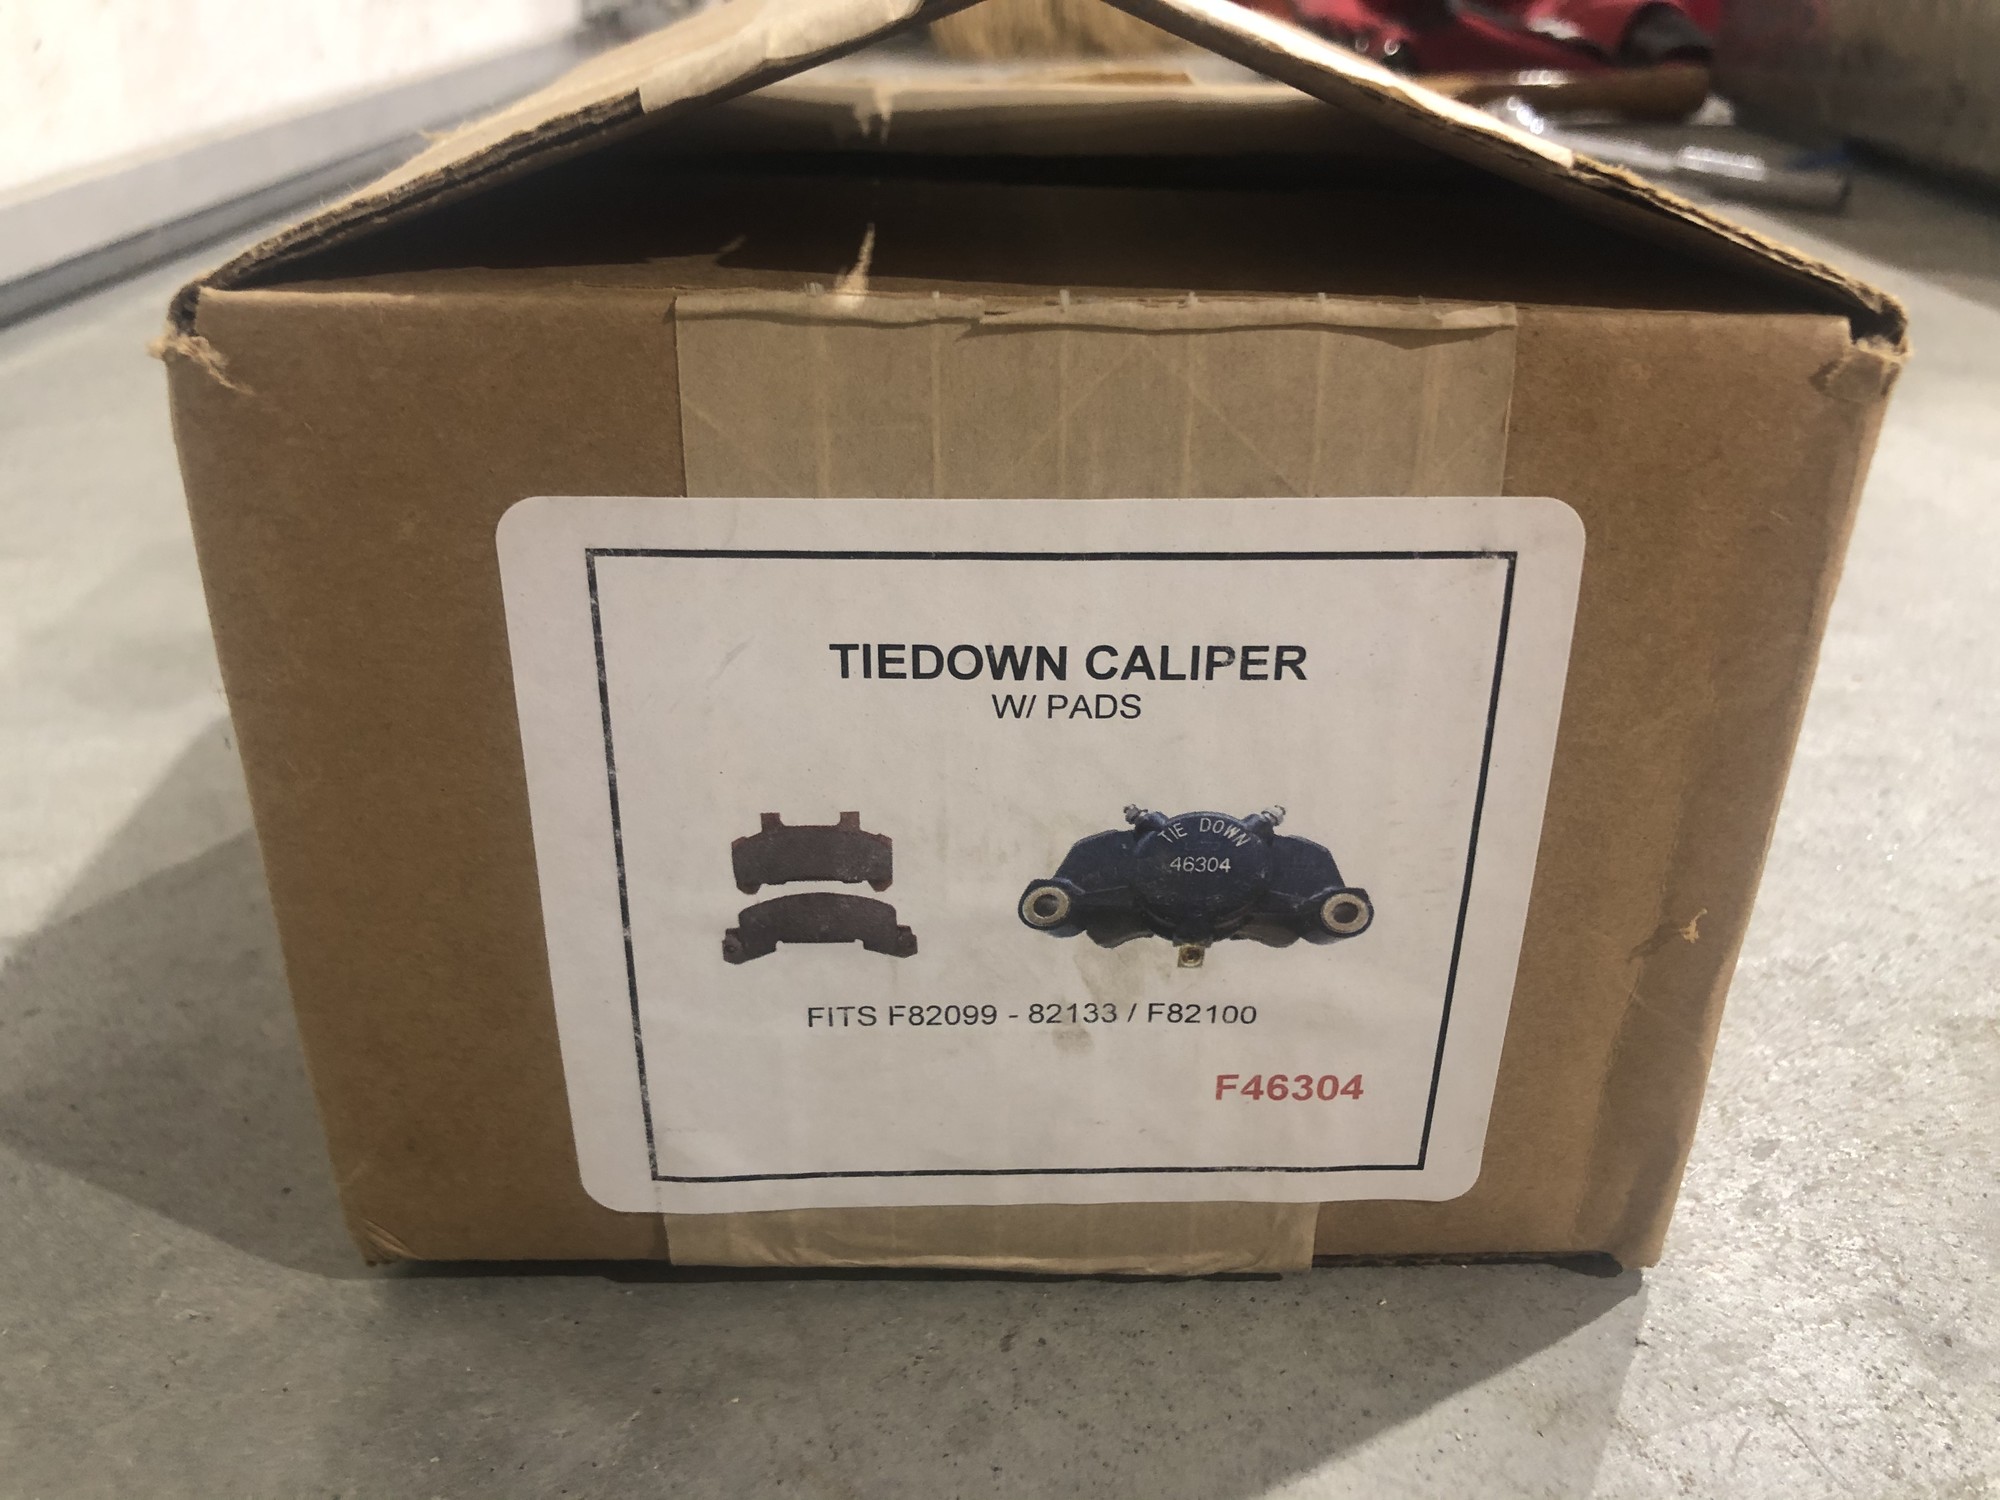 TIEDOWN CALIPER
W/ PADS
TIE DOWN
46304
FITS F82099 - 82133 / F82100
F46304